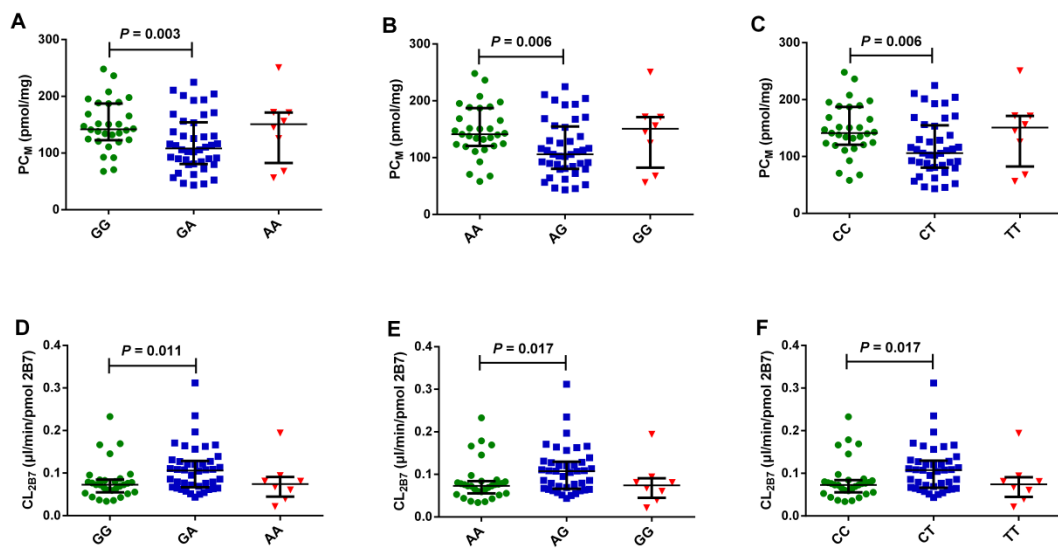 A
P = 0.003
PCM (pmol/mg)
300
200
100
0
GG
GA
AA
B
P = 0.006
PCM (pmol/mg)
300
200
100
0
AA
AG
GG
C
P = 0.006
PCM (pmol/mg)
300
200
100
0
CC
CT
TT
D
P = 0.011
CL2B7 (µl/min/pmol 2B7)
0.4
0.3
0.2
0.1
0.0
GG
GA
AA
E
P = 0.017
CL2B7 (µl/min/pmol 2B7)
0.4
0.3
0.2
0.1
0.0
AA
AG
GG
F
P = 0.017
CL2B7 (µl/min/pmol 2B7)
0.4
0.3
0.2
0.1
0.0
CC
CT
TT